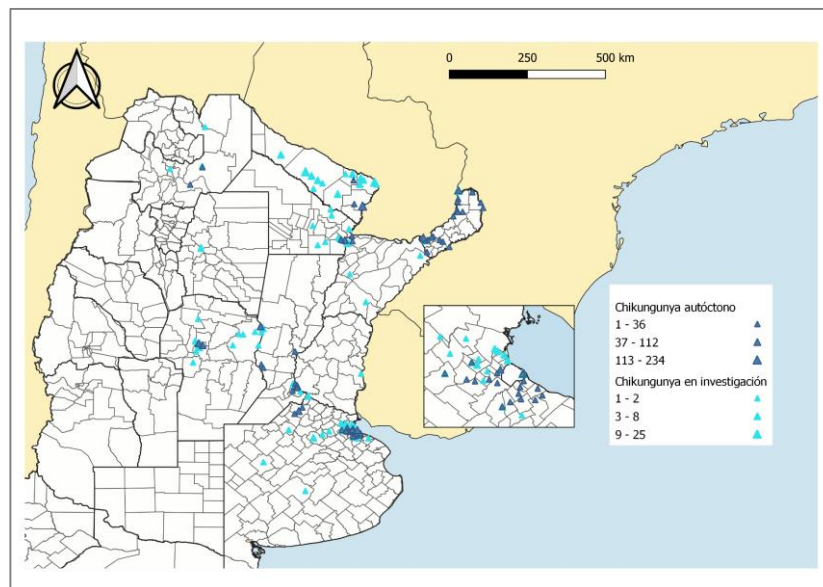 0 250 500 km
Chikungunya autóctono
1 - 36
37 - 112
113 - 234
Chikungunya en investigación
1 - 2
3 - 8
9 - 25